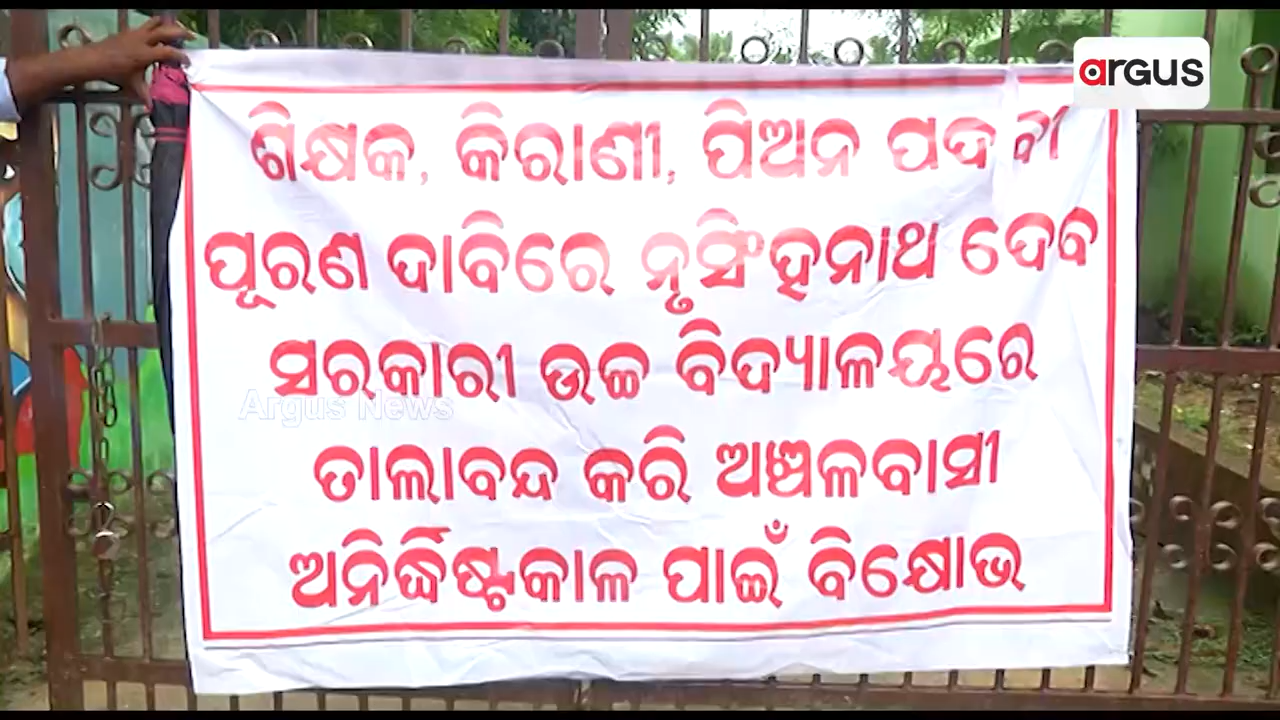 argus
ଶିକ୍ଷକ, କିରାଣୀ, ପିଅନ ପଦବୀ
ପୂରଣ ଦାବିରେ ନୃସିଂହନାଥ ଦେବ
ସରକାରୀ ଉଚ୍ଚ ବିଦ୍ୟାଳୟରେ
Argus News
ତାଲାବନ୍ଦ କରି ଅଞ୍ଚଳବାସୀ
ଅନିର୍ଦ୍ଧିଷ୍ଟକାଳ ପାଇଁ ବିକ୍ଷୋଭ